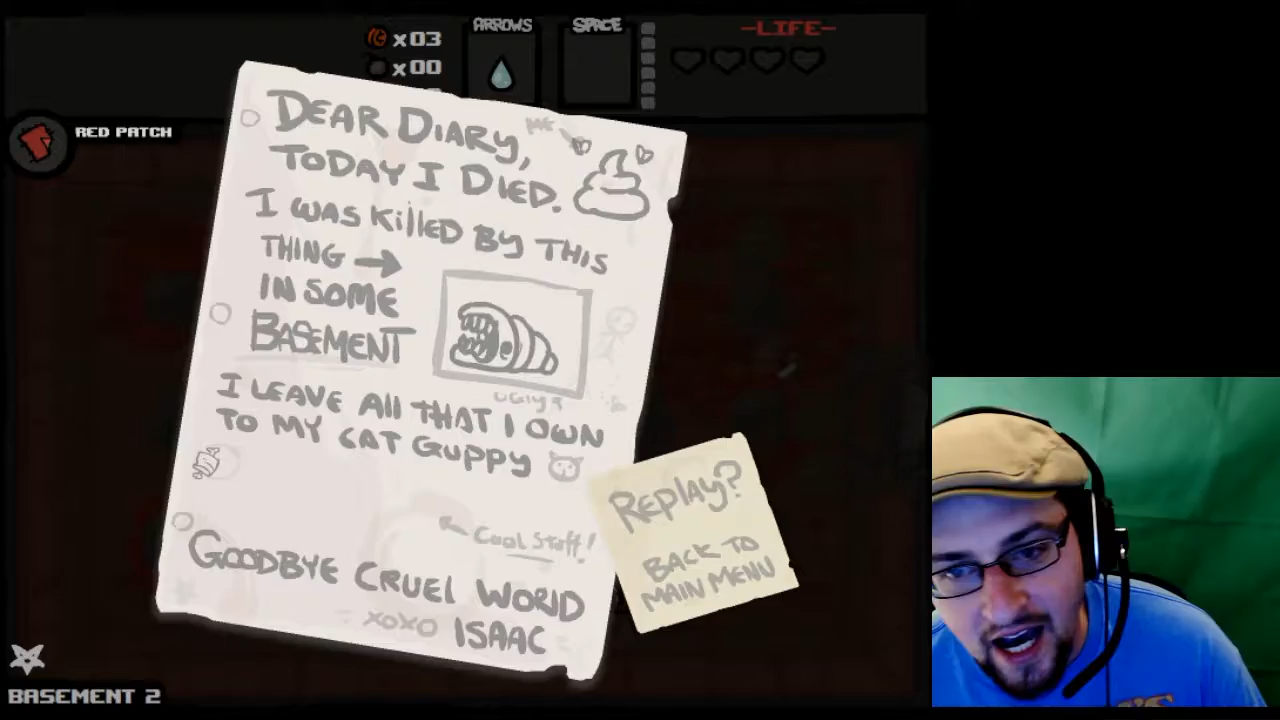 x03
ARROWS
SPACE
-LIFE-
x00
RED PATCH
DEAR DIARY,
ME
TODAY I DIED.
I WAS KILLED BY THIS
THING →
IN SOME
BASEMENT
UGLY
I LEAVE All THAT I OWN
TO MY CAT GUPPY
← Cool Stuff!
GOODBYE CRUEL WORLD
XOXO ISAAC
REPLAY?
BACK TO
MAIN MENU
BASEMENT 2